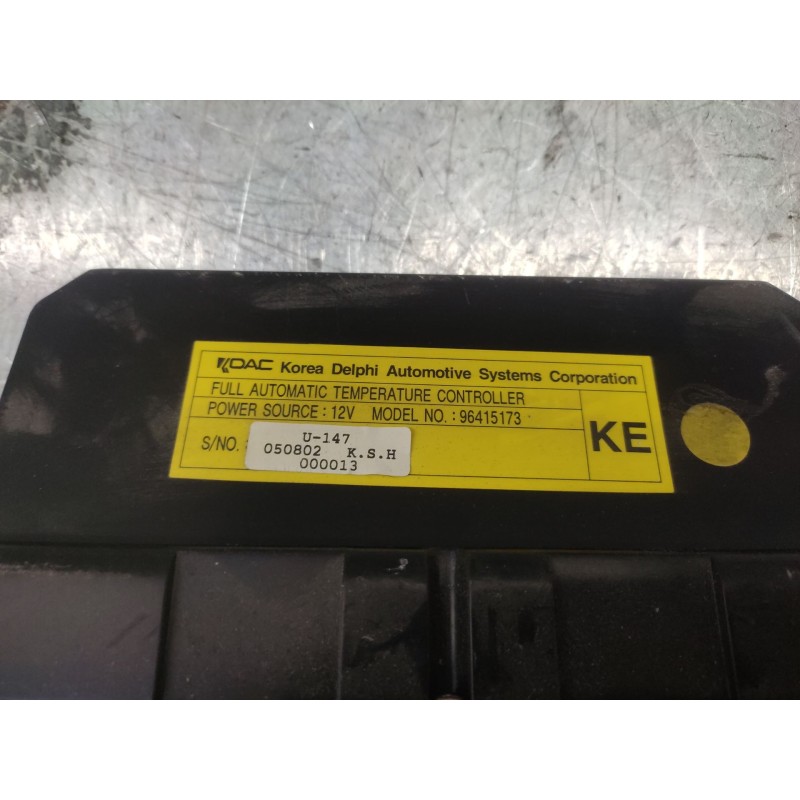 KDAC Korea Delphi Automotive Systems Corporation
FULL AUTOMATIC TEMPERATURE CONTROLLER
POWER SOURCE : 12V MODEL NO. : 96415173
KE
S/NO.
U-147
050802 K.S.H
000013